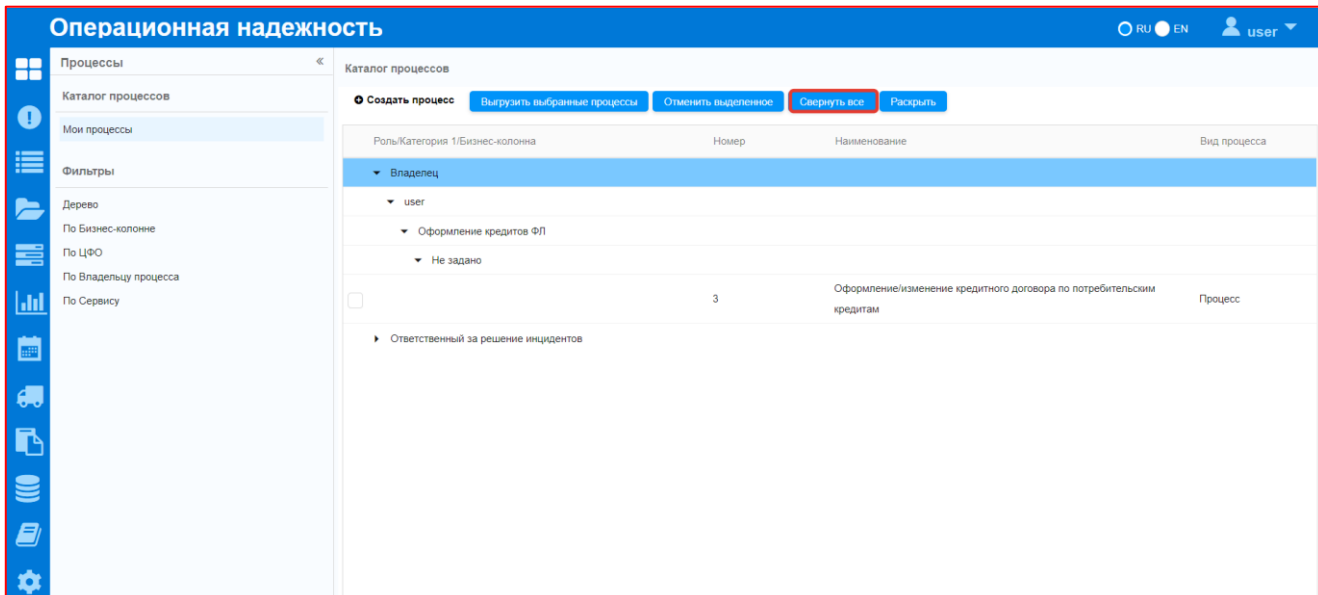 Операционная надежность
RU EN
user
Процессы
Каталог процессов
Мои процессы
Фильтры
Дерево
По Бизнес-колонне
По ЦФО
По Владельцу процесса
По Сервису
Каталог процессов
Создать процесс Выгрузить выбранные процессы Отменить выделенное Свернуть все Раскрыть
Роль/Категория 1/Бизнес-колонна Номер Наименование Вид процесса
Владелец
user
Оформление кредитов ФЛ
Не задано
3 Оформление/изменение кредитного договора по потребительским Процесс
кредитам
Ответственный за решение инцидентов